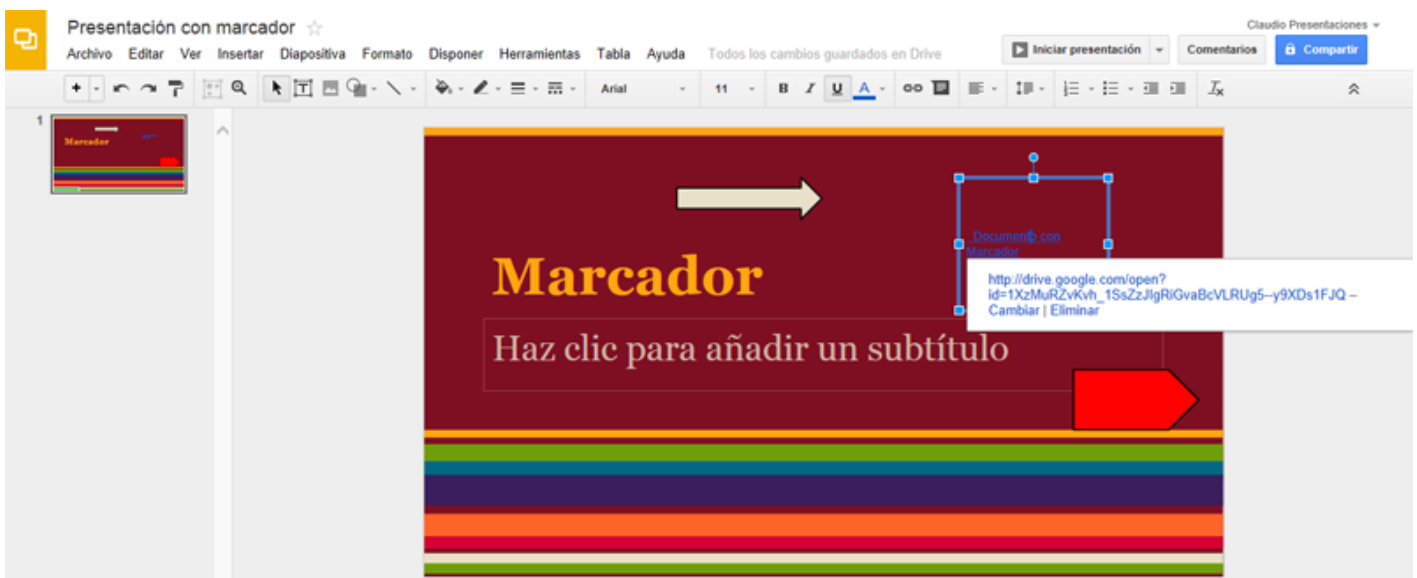 Presentación con marcador
Claudio Presentaciones
Archivo Editar Ver Insertar Diapositiva Formato Disponer Herramientas Tabla Ayuda Todos los cambios guardados en Drive
Iniciar presentación Comentarios Compartir
Arial 11 B I U A
1
Marcador
Documento con
Marcador
Marcador
http://drive.google.com/open?
id=1XzMuRZvKvh_1SsZzJlgRiGvaBcVLRUg5--y9XDs1FJQ –
Cambiar | Eliminar
Haz clic para añadir un subtítulo